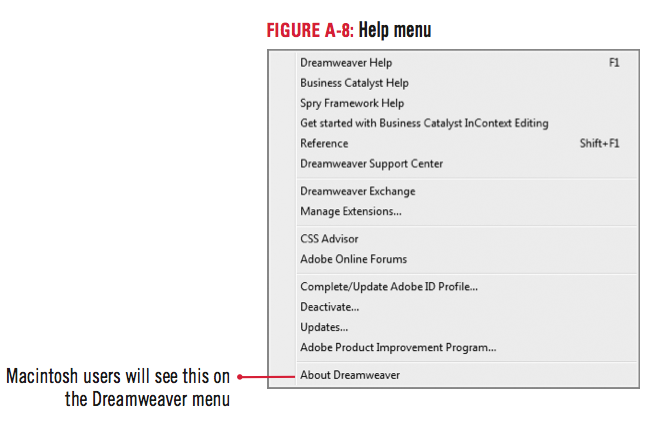 FIGURE A-8: Help menu
Dreamweaver Help F1
Business Catalyst Help
Spry Framework Help
Get started with Business Catalyst InContext Editing
Reference Shift+F1
Dreamweaver Support Center
Dreamweaver Exchange
Manage Extensions...
CSS Advisor
Adobe Online Forums
Complete/Update Adobe ID Profile...
Deactivate...
Updates...
Adobe Product Improvement Program...
About Dreamweaver
Macintosh users will see this on
the Dreamweaver menu